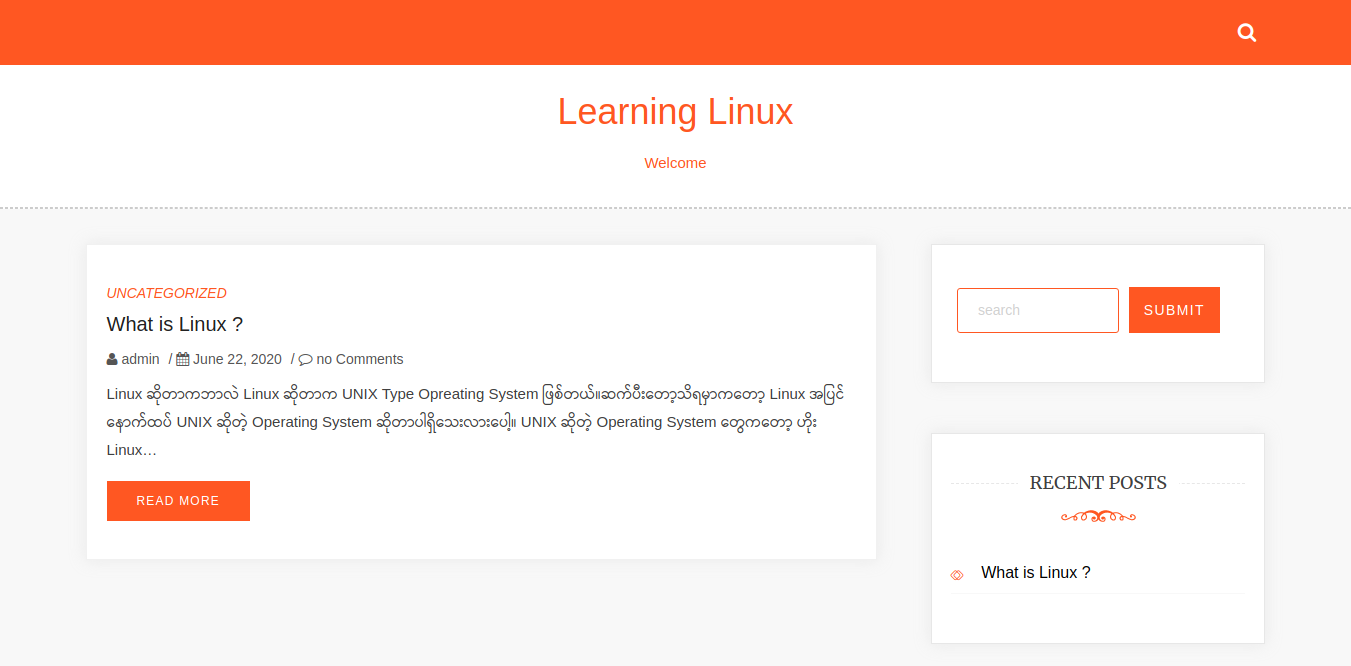 Learning Linux
Welcome
UNCATEGORIZED
What is Linux ?
admin / June 22, 2020 / no Comments
Linux ဆိုတာကဘာလဲ Linux ဆိုတာက UNIX Type Opreating System ဖြစ်တယ်။ဆက်ပီးတော့သိရမှာကတော့ Linux အပြင်
နောက်ထပ် UNIX ဆိုတဲ့ Operating System ဆိုတာပါရှိသေးလားပေါ့။ UNIX ဆိုတဲ့ Operating System တွေကတော့ ဟိုး
Linux…
READ MORE
search
SUBMIT
RECENT POSTS
What is Linux ?